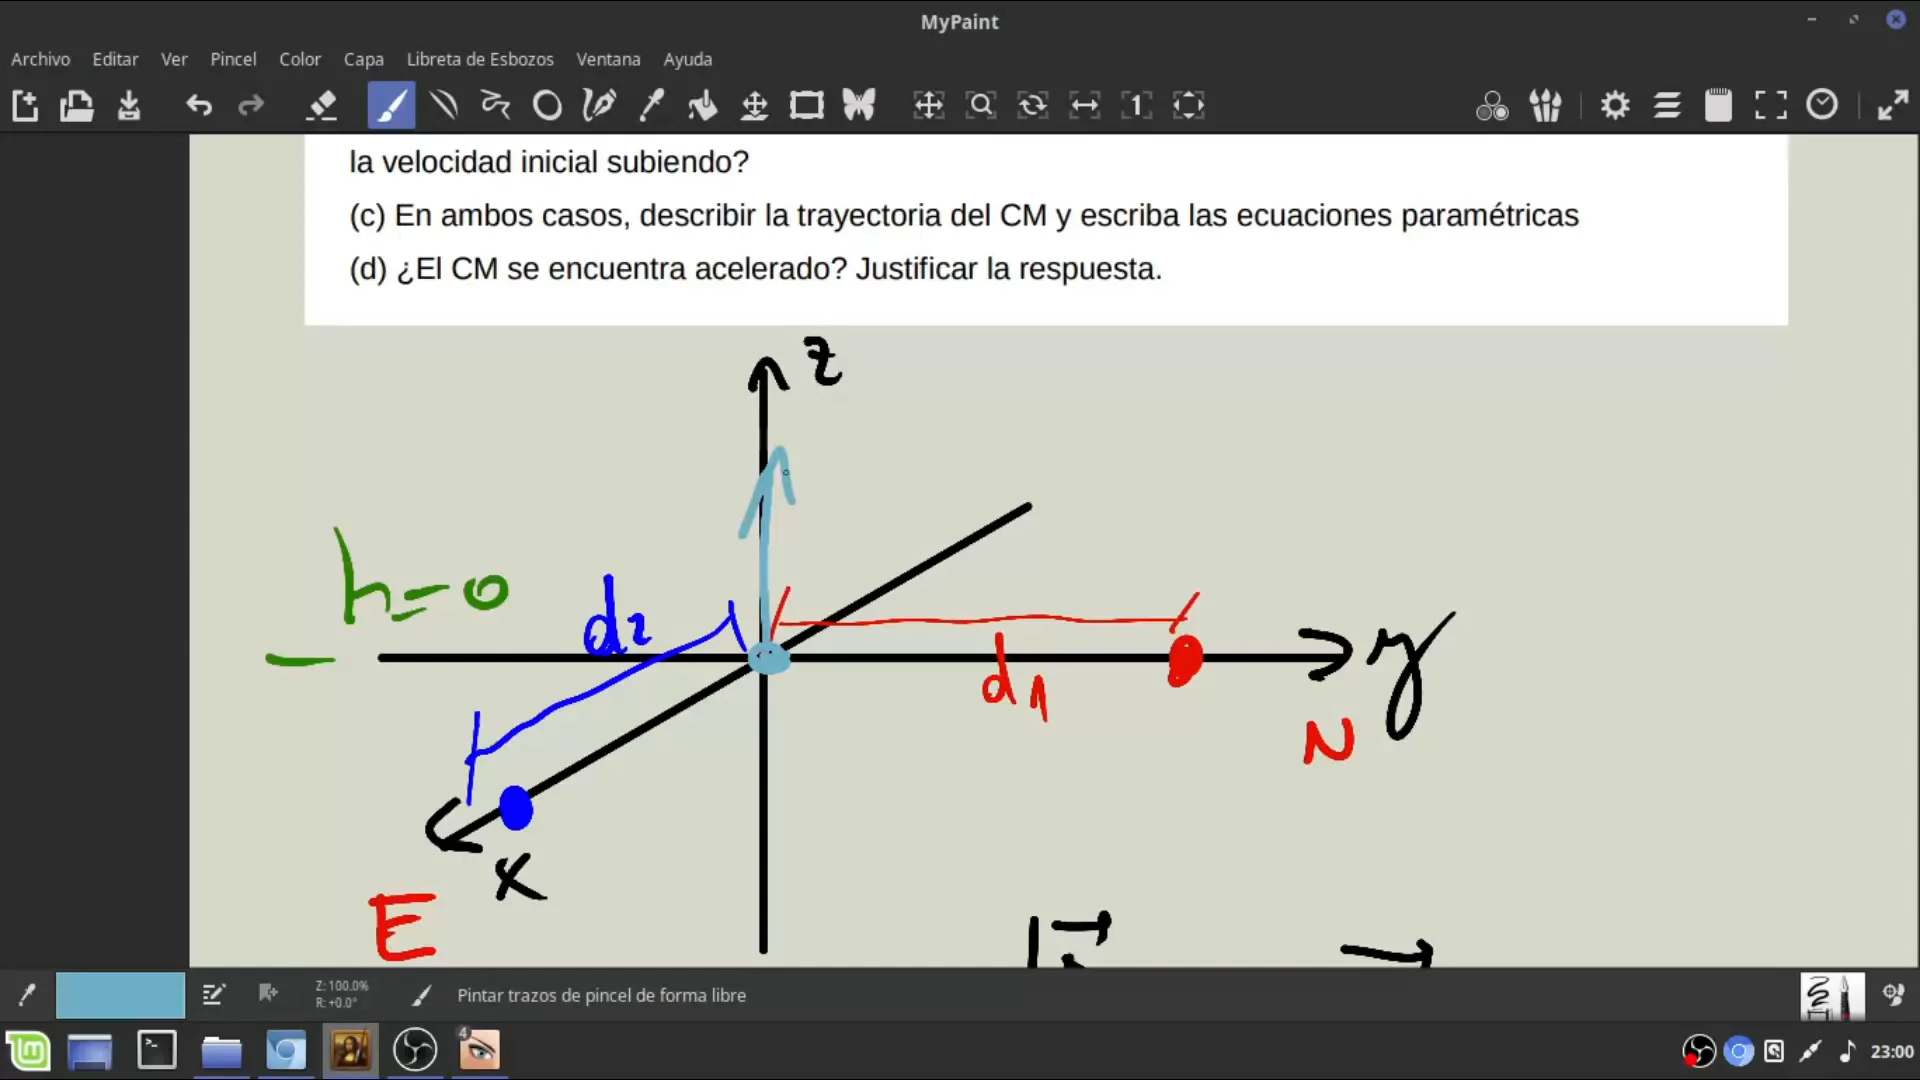 MyPaint
Archivo Editar Ver Pincel Color Capa Libreta de Esbozos Ventana Ayuda
la velocidad inicial subiendo?
(c) En ambos casos, describir la trayectoria del CM y escriba las ecuaciones paramétricas
(d) ¿El CM se encuentra acelerado? Justificar la respuesta.
z
h=0
d2
d1
y
N
x
E
Z: 100.0%
R: +0.0°
Pintar trazos de pincel de forma libre
4
23:00